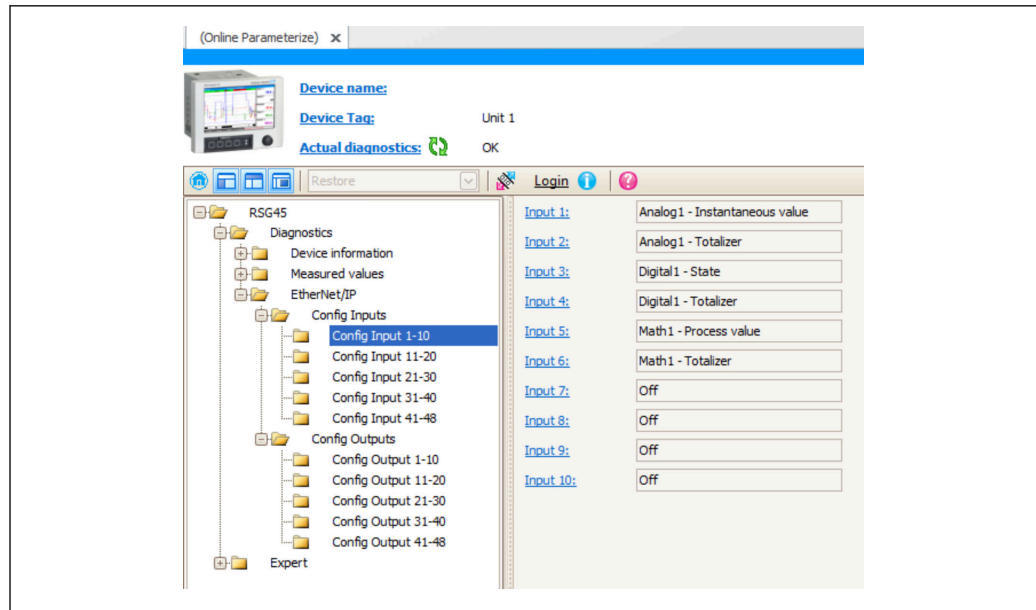 (Online Parameterize) x
Device name:
Device Tag: Unit 1
Actual diagnostics: OK
Restore Login
RSG45
Diagnostics
Device information
Measured values
EtherNet/IP
Config Inputs
Config Input 1-10
Config Input 11-20
Config Input 21-30
Config Input 31-40
Config Input 41-48
Config Outputs
Config Output 1-10
Config Output 11-20
Config Output 21-30
Config Output 31-40
Config Output 41-48
Expert
Input 1: Analog1 - Instantaneous value
Input 2: Analog1 - Totalizer
Input 3: Digital1 - State
Input 4: Digital1 - Totalizer
Input 5: Math1 - Process value
Input 6: Math1 - Totalizer
Input 7: Off
Input 8: Off
Input 9: Off
Input 10: Off